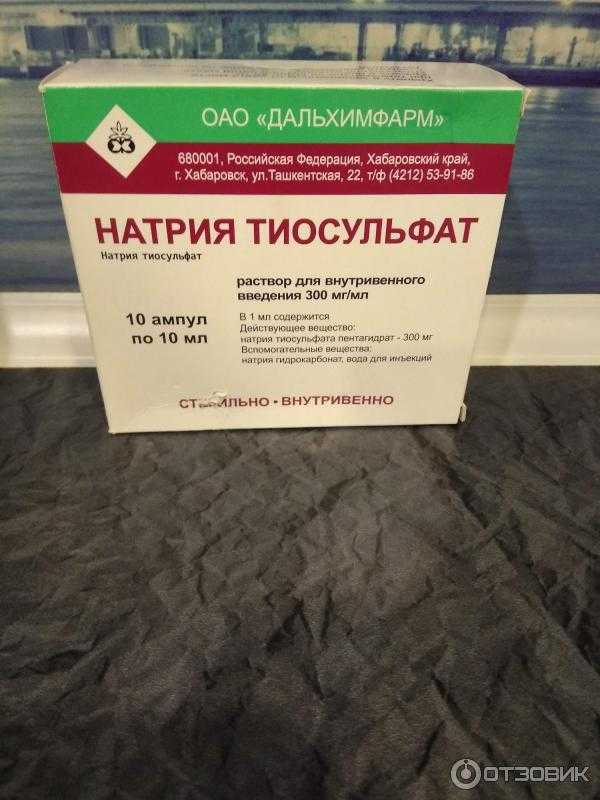 ОАО «ДАЛЬХИМФАРМ»
680001, Российская Федерация, Хабаровский край,
г. Хабаровск, ул.Ташкентская, 22, т/ф (4212) 53-91-86
НАТРИЯ ТИОСУЛЬФАТ
Натрия тиосульфат
раствор для внутривенного
введения 300 мг/мл
10 ампул
по 10 мл
В 1 мл содержится
Действующее вещество:
натрия тиосульфата пентагидрат - 300 мг
Вспомогательные вещества:
натрия гидрокарбонат, вода для инъекций
СТЕРИЛЬНО • ВНУТРИВЕННО
ОТЗОВИК